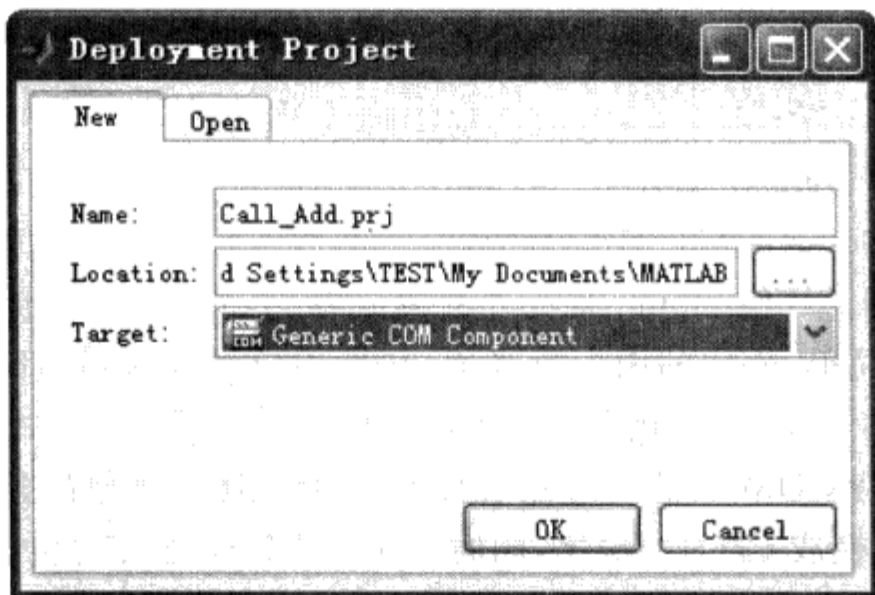 Deployment Project
New
Open
Name:
Call_Add.prj
Location:
d Settings\TEST\My Documents\MATLAB
...
Target:
COM
Generic COM Component
OK
Cancel